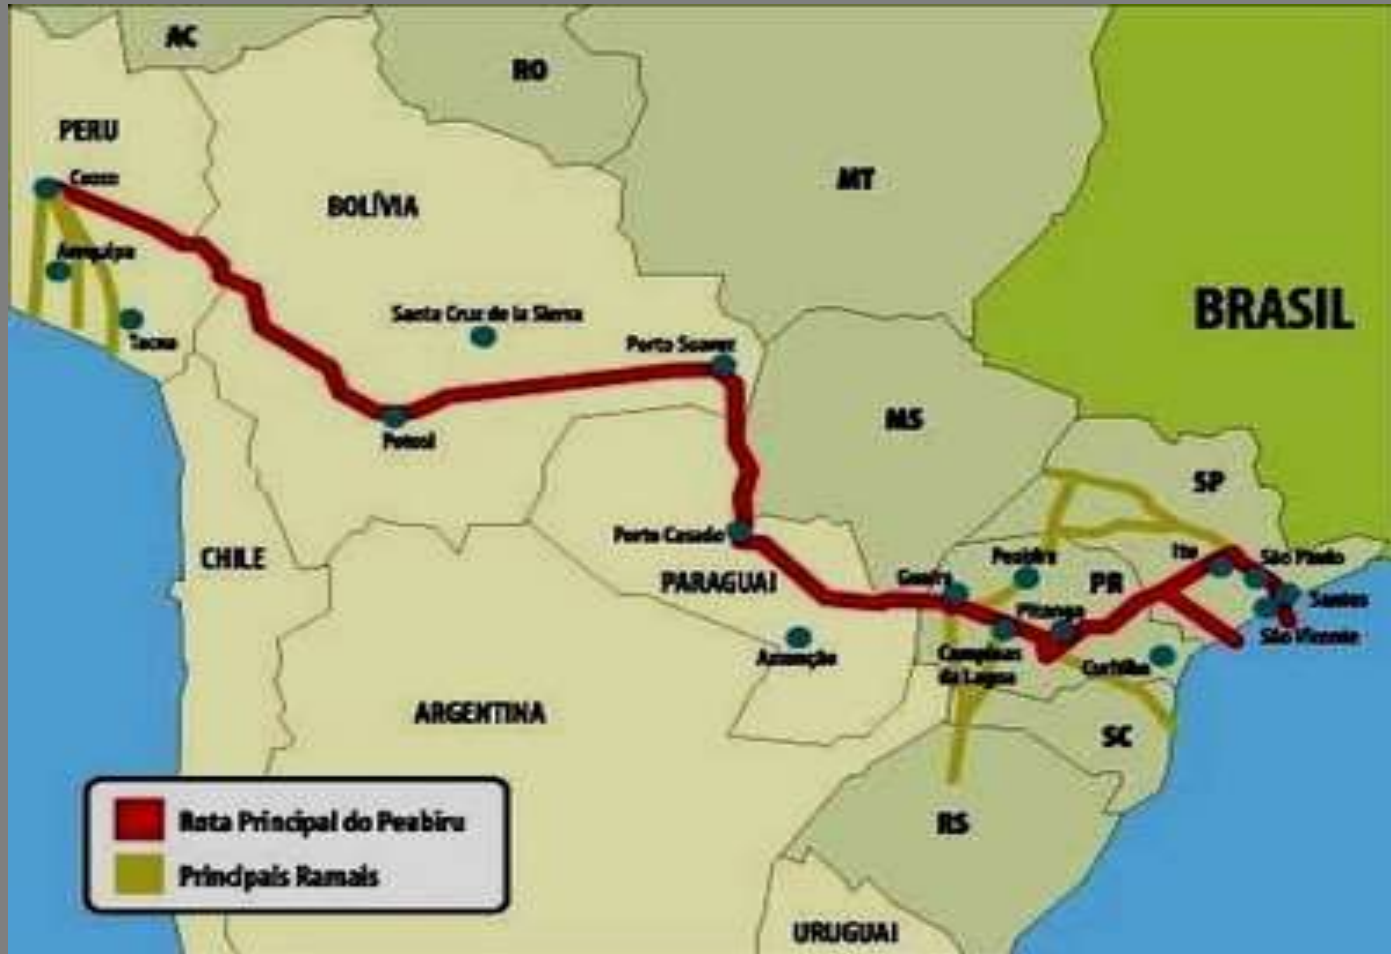 AC
RO
PERU
MT
Cusco
BOLÍVIA
Arequipa
BRASIL
Santa Cruz de la Sierra
Tacna
Porto Suarez
MS
Potosí
SP
Porto Casado
CHILE
Peabiru
Itu
São Paulo
PARAGUAI
Guaíra
PR
Santos
Pitanga
São Vicente
Assunção
Campinas
da Lagoa
Curitiba
ARGENTINA
SC
Rota Principal do Peabiru
RS
Principais Ramais
URUGUAI